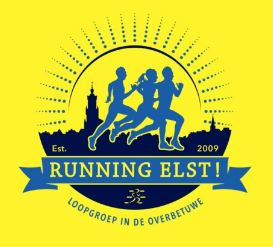 Est. 2009
RUNNING ELST!
LOOPGROEP IN DE OVERBETUWE